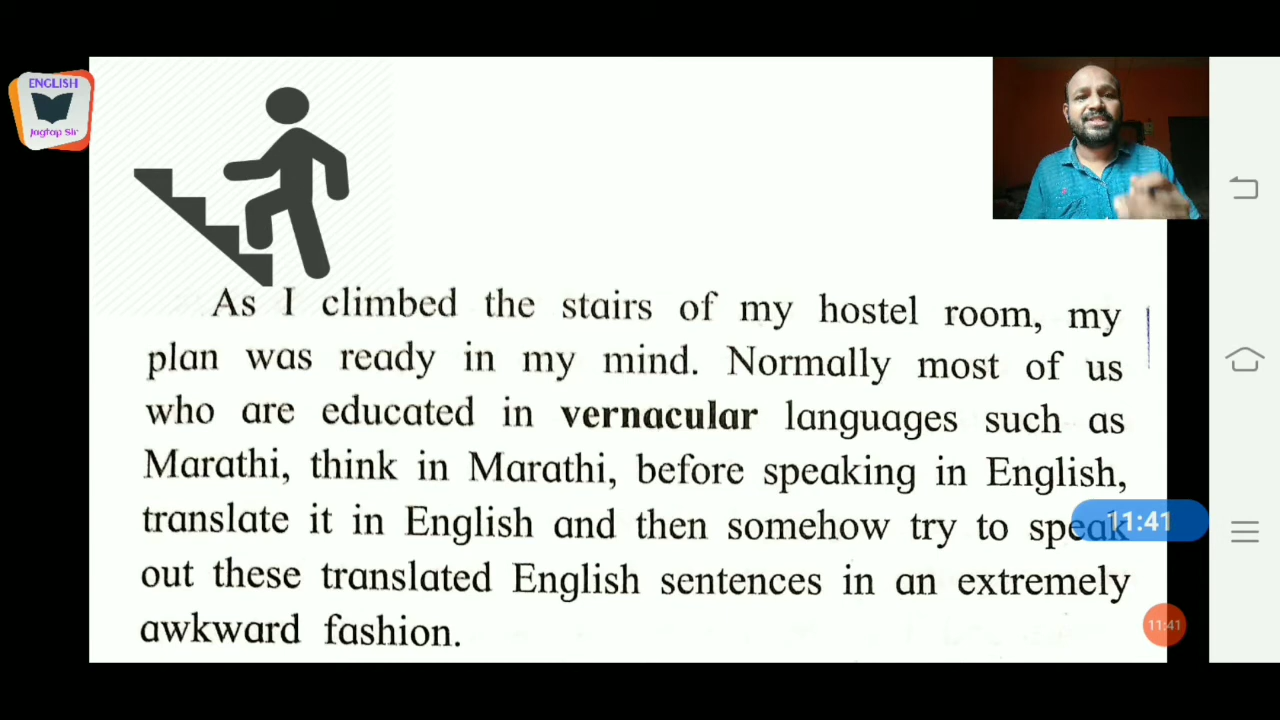 ENGLISH
Jagtap Sir
As I climbed the stairs of my hostel room, my
plan was ready in my mind. Normally most of us
who are educated in vernacular languages such as
Marathi, think in Marathi, before speaking in English,
translate it in English and then somehow try to speak
11:41
out these translated English sentences in an extremely
awkward fashion.
11:41